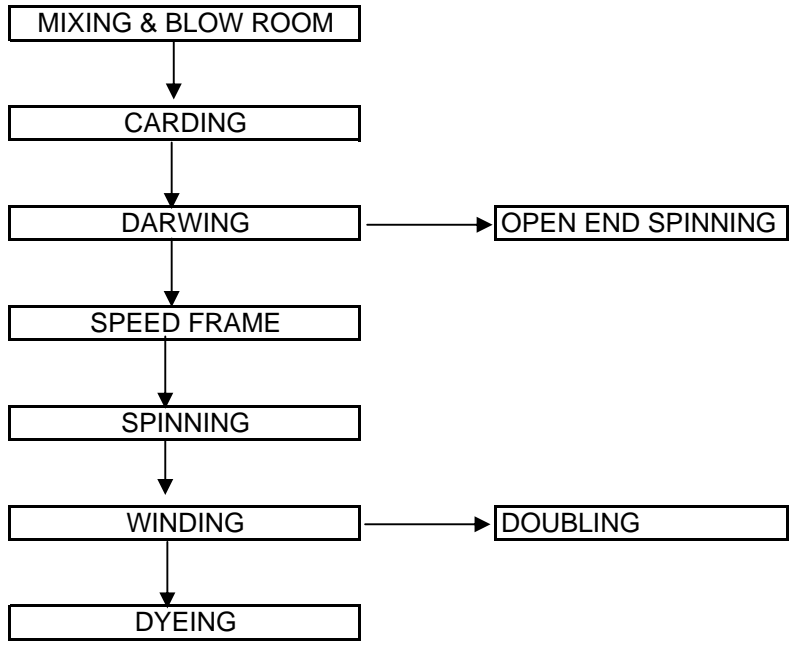 MIXING & BLOW ROOM
CARDING
DARWING
OPEN END SPINNING
SPEED FRAME
SPINNING
WINDING
DOUBLING
DYEING